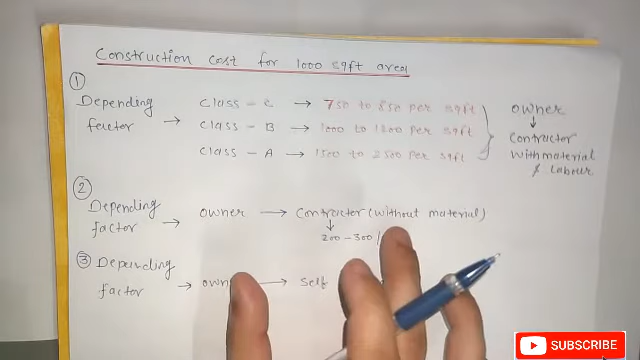 Construction cost for 1000 sqft area
①
Depending fector → class - C → 750 to 850 per sqft
class - B → 1000 to 1200 per sqft
class - A → 1500 to 2500 per sqft
owner
↓
contractor
with material
& Labour
②
Depending factor → owner → contractor (without material)
↓
200 - 300 /
③ Depending factor → own → self
SUBSCRIBE